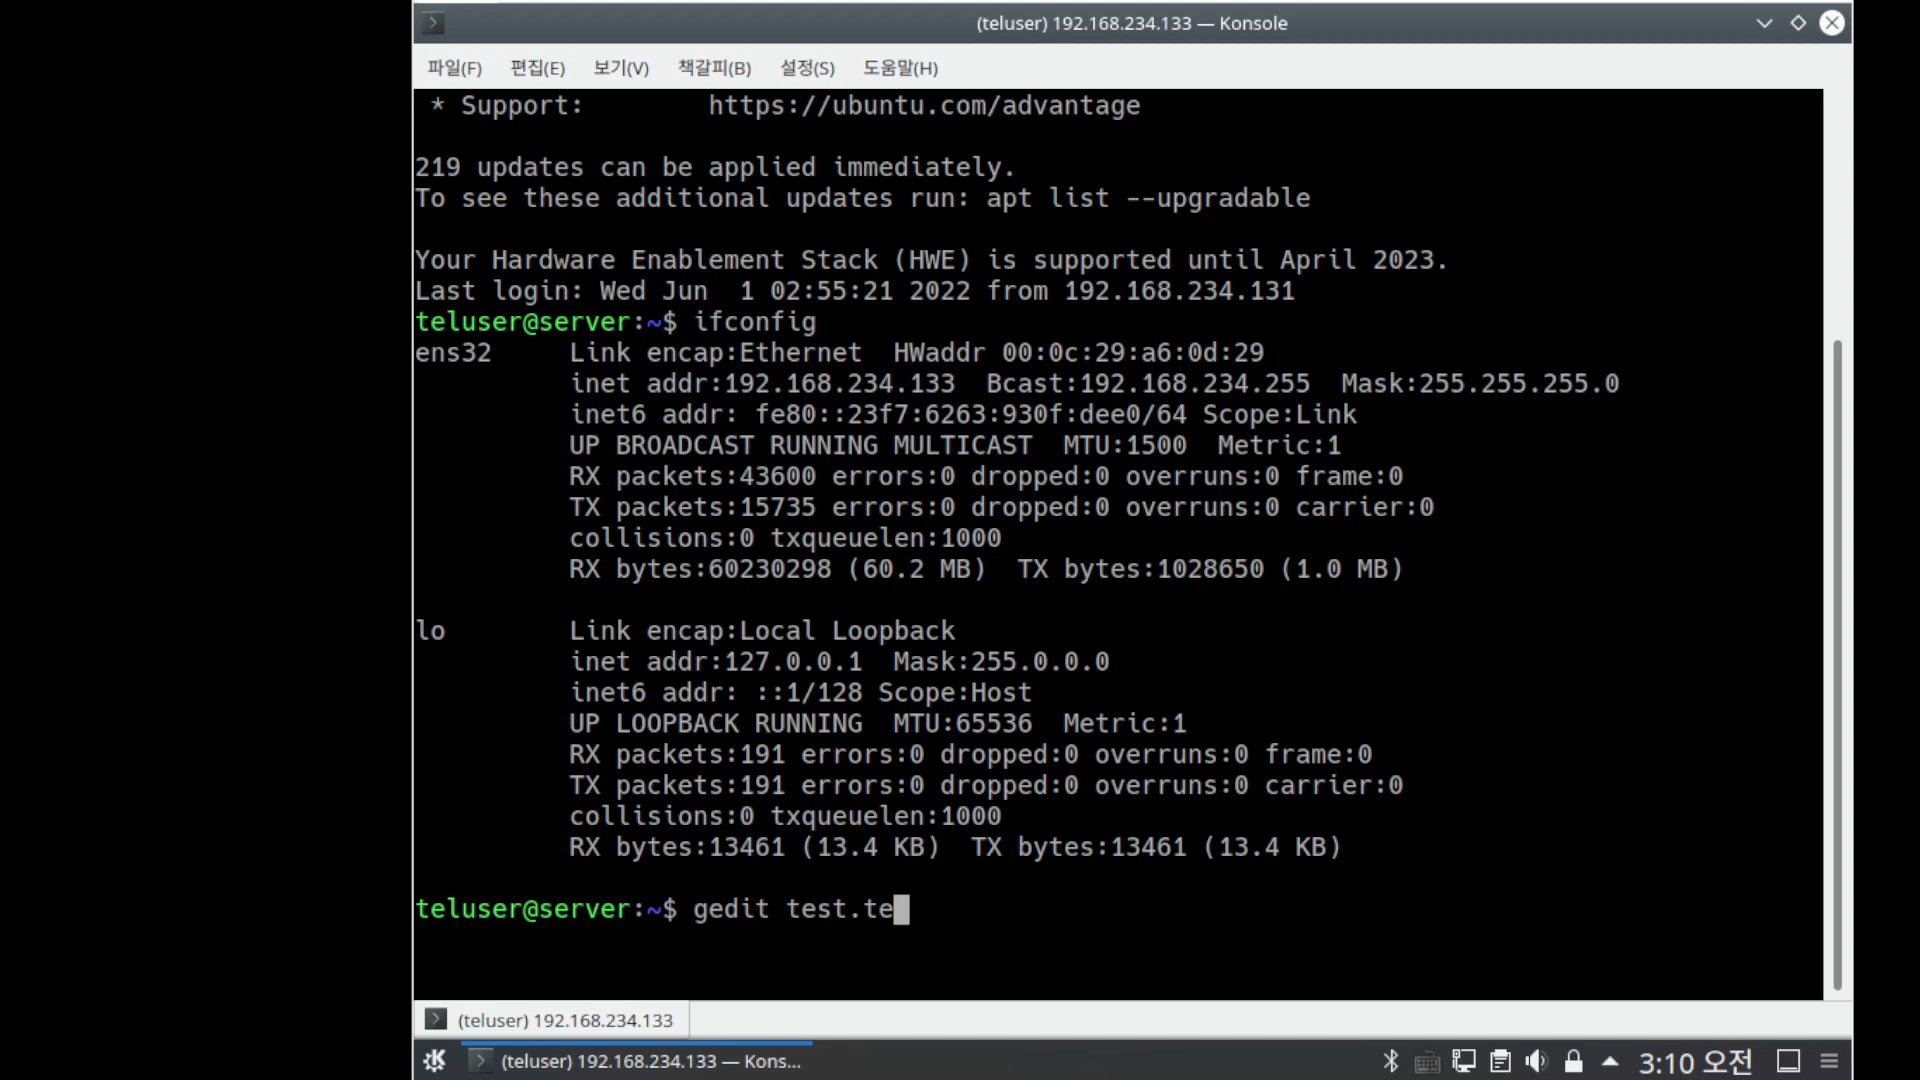 (teluser) 192.168.234.133 — Konsole
파일(F) 편집(E) 보기(V) 책갈피(B) 설정(S) 도움말(H)
* Support: https://ubuntu.com/advantage
219 updates can be applied immediately.
To see these additional updates run: apt list --upgradable
Your Hardware Enablement Stack (HWE) is supported until April 2023.
Last login: Wed Jun 1 02:55:21 2022 from 192.168.234.131
teluser@server:~$ ifconfig
ens32 Link encap:Ethernet HWaddr 00:0c:29:a6:0d:29
inet addr:192.168.234.133 Bcast:192.168.234.255 Mask:255.255.255.0
inet6 addr: fe80::23f7:6263:930f:dee0/64 Scope:Link
UP BROADCAST RUNNING MULTICAST MTU:1500 Metric:1
RX packets:43600 errors:0 dropped:0 overruns:0 frame:0
TX packets:15735 errors:0 dropped:0 overruns:0 carrier:0
collisions:0 txqueuelen:1000
RX bytes:60230298 (60.2 MB) TX bytes:1028650 (1.0 MB)
lo Link encap:Local Loopback
inet addr:127.0.0.1 Mask:255.0.0.0
inet6 addr: ::1/128 Scope:Host
UP LOOPBACK RUNNING MTU:65536 Metric:1
RX packets:191 errors:0 dropped:0 overruns:0 frame:0
TX packets:191 errors:0 dropped:0 overruns:0 carrier:0
collisions:0 txqueuelen:1000
RX bytes:13461 (13.4 KB) TX bytes:13461 (13.4 KB)
teluser@server:~$ gedit test.te
(teluser) 192.168.234.133
(teluser) 192.168.234.133 — Kons...
3:10 오전